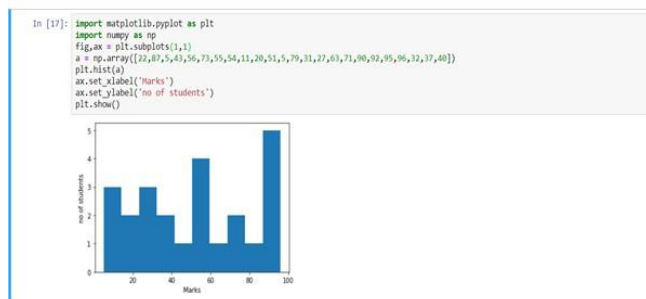 In [17]: import matplotlib.pyplot as plt
import numpy as np
fig,ax = plt.subplots(1,1)
a = np.array([22,87,5,43,56,73,55,54,11,20,51,5,79,31,27,63,71,90,92,95,96,32,37,40])
plt.hist(a)
ax.set_xlabel('Marks')
ax.set_ylabel('no of students')
plt.show()
5
4
3
2
1
0
no of students
20 40 60 80 100
Marks